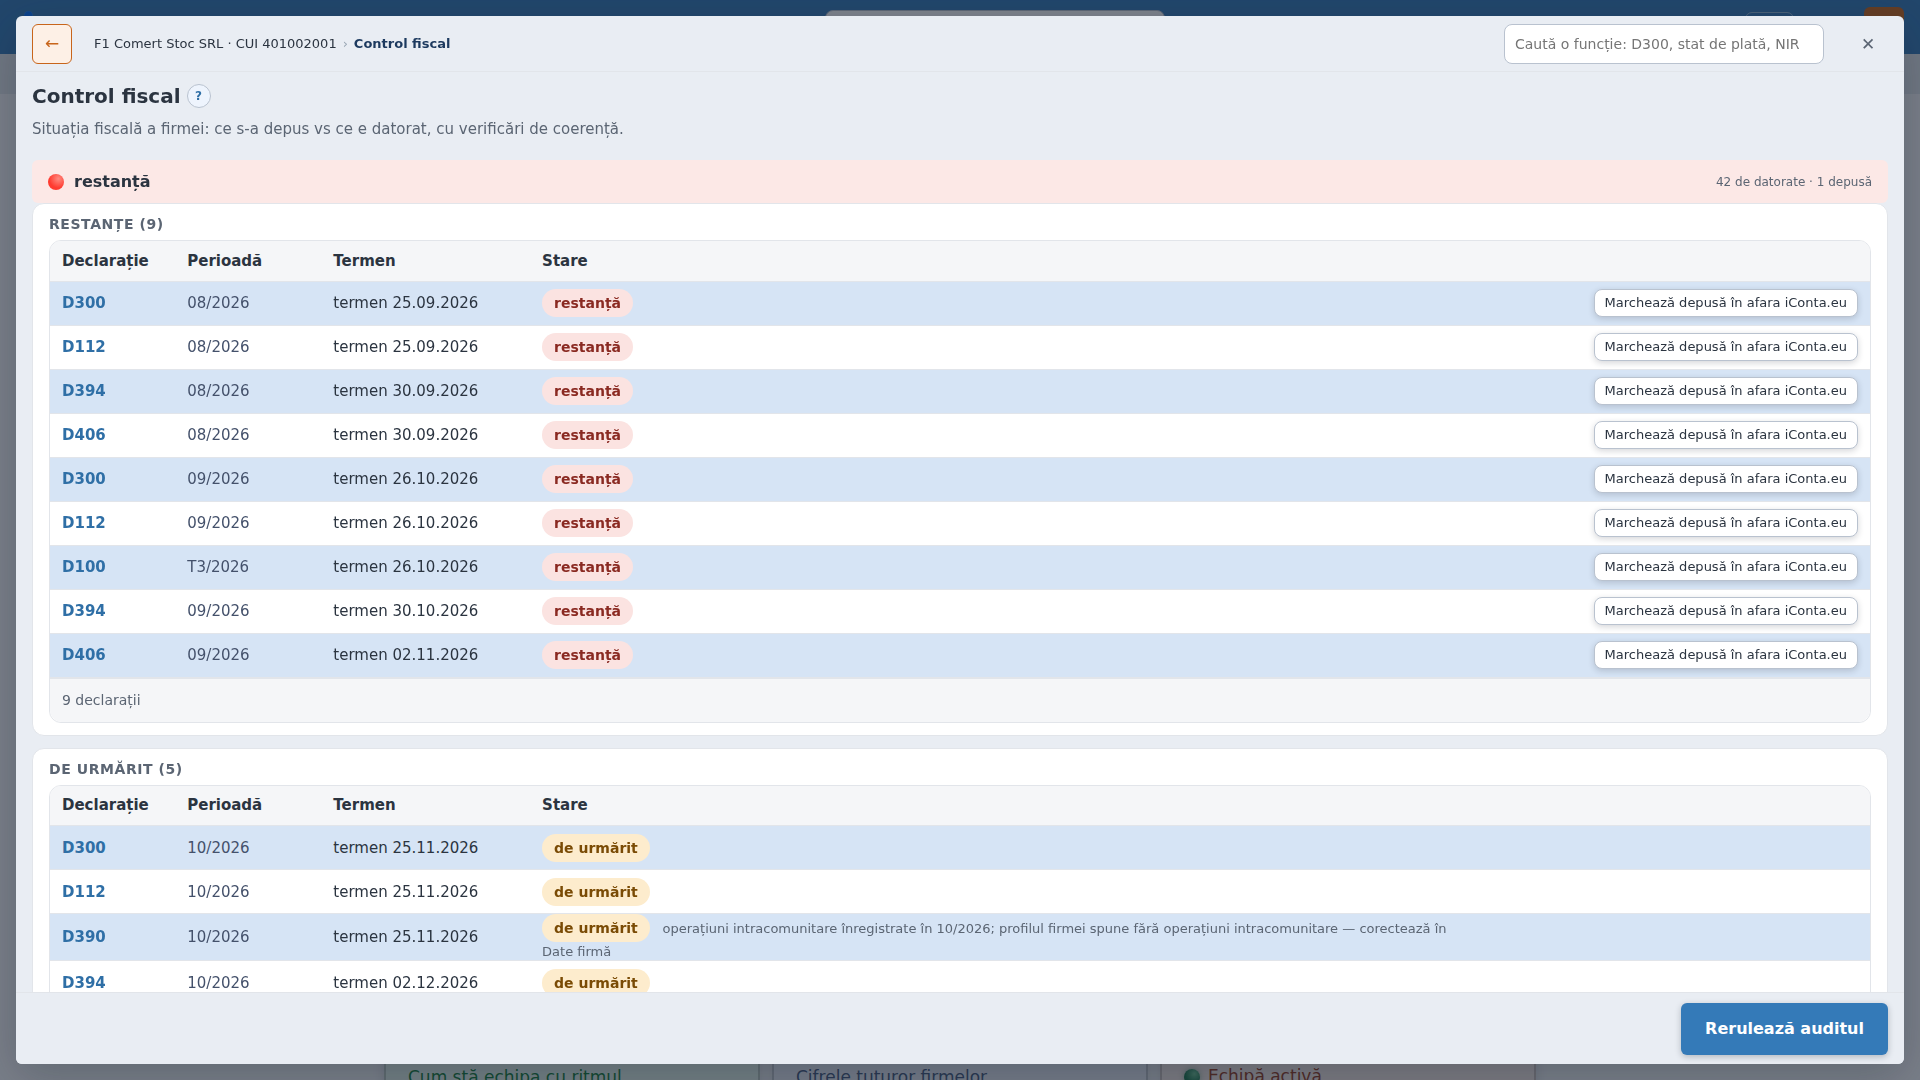 ←
F1 Comert Stoc SRL · CUI 401002001 › Control fiscal
Caută o funcție: D300, stat de plată, NIR
✕
Control fiscal ?
Situația fiscală a firmei: ce s-a depus vs ce e datorat, cu verificări de coerență.
restanță
42 de datorate · 1 depusă
RESTANȚE (9)
Declarație Perioadă Termen Stare
D300 08/2026 termen 25.09.2026 restanță Marchează depusă în afara iConta.eu
D112 08/2026 termen 25.09.2026 restanță Marchează depusă în afara iConta.eu
D394 08/2026 termen 30.09.2026 restanță Marchează depusă în afara iConta.eu
D406 08/2026 termen 30.09.2026 restanță Marchează depusă în afara iConta.eu
D300 09/2026 termen 26.10.2026 restanță Marchează depusă în afara iConta.eu
D112 09/2026 termen 26.10.2026 restanță Marchează depusă în afara iConta.eu
D100 T3/2026 termen 26.10.2026 restanță Marchează depusă în afara iConta.eu
D394 09/2026 termen 30.10.2026 restanță Marchează depusă în afara iConta.eu
D406 09/2026 termen 02.11.2026 restanță Marchează depusă în afara iConta.eu
9 declarații
DE URMĂRIT (5)
Declarație Perioadă Termen Stare
D300 10/2026 termen 25.11.2026 de urmărit
D112 10/2026 termen 25.11.2026 de urmărit
D390 10/2026 termen 25.11.2026 de urmărit operațiuni intracomunitare înregistrate în 10/2026; profilul firmei spune fără operațiuni intracomunitare — corectează în
Date firmă
D394 10/2026 termen 02.12.2026 de urmărit
Rerulează auditul
Cum stă echipa cu ritmul
Cifrele tuturor firmelor
Echipă activă